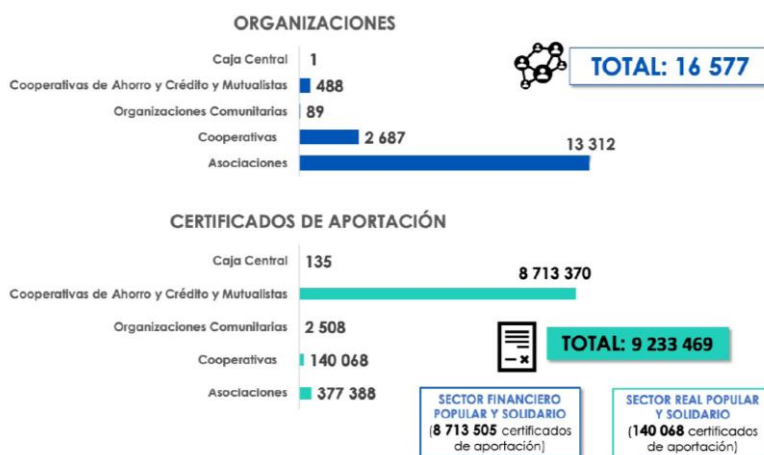 ORGANIZACIONES
Caja Central 1
Cooperativas de Ahorro y Crédito y Mutualistas 488
Organizaciones Comunitarias 89
Cooperativas 2 687
Asociaciones 13 312
TOTAL: 16 577
CERTIFICADOS DE APORTACIÓN
Caja Central 135
Cooperativas de Ahorro y Crédito y Mutualistas 8 713 370
Organizaciones Comunitarias 2 508
Cooperativas 140 068
Asociaciones 377 388
TOTAL: 9 233 469
SECTOR FINANCIERO
POPULAR Y SOLIDARIO
(8 713 505 certificados
de aportación)
SECTOR REAL POPULAR
Y SOLIDARIO
(140 068 certificados
de aportación)